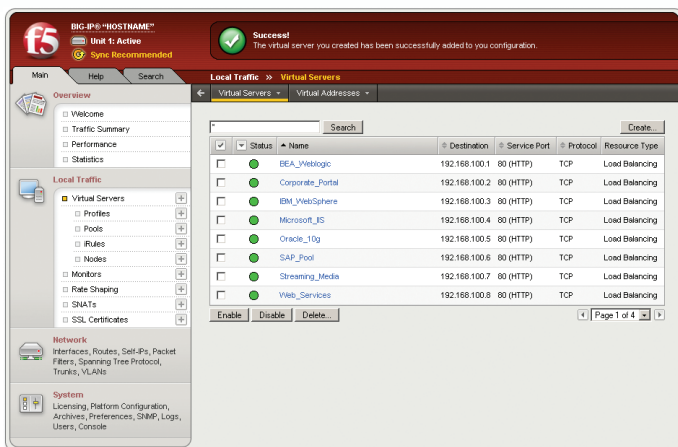 f5
BIG-IP® "HOSTNAME"
Unit 1: Active
Sync Recommended
Success!
The virtual server you created has been successfully added to you configuration.
Main
Help
Search
Local Traffic » Virtual Servers
Virtual Servers
Virtual Addresses
Overview
Welcome
Traffic Summary
Performance
Statistics
Local Traffic
Virtual Servers
Profiles
Pools
iRules
Nodes
Monitors
Rate Shaping
SNATs
SSL Certificates
Network
Interfaces, Routes, Self-IPs, Packet
Filters, Spanning Tree Protocol,
Trunks, VLANs
System
Licensing, Platform Configuration,
Archives, Preferences, SNMP, Logs,
Users, Console
* Search Create...
Status Name Destination Service Port Protocol Resource Type
BEA_Weblogic 192.168.100.1 80 (HTTP) TCP Load Balancing
Corporate_Portal 192.168.100.2 80 (HTTP) TCP Load Balancing
IBM_WebSphere 192.168.100.3 80 (HTTP) TCP Load Balancing
Microsoft_IIS 192.168.100.4 80 (HTTP) TCP Load Balancing
Oracle_10g 192.168.100.5 80 (HTTP) TCP Load Balancing
SAP_Pool 192.168.100.6 80 (HTTP) TCP Load Balancing
Streaming_Media 192.168.100.7 80 (HTTP) TCP Load Balancing
Web_Services 192.168.100.8 80 (HTTP) TCP Load Balancing
Enable Disable Delete... Page 1 of 4